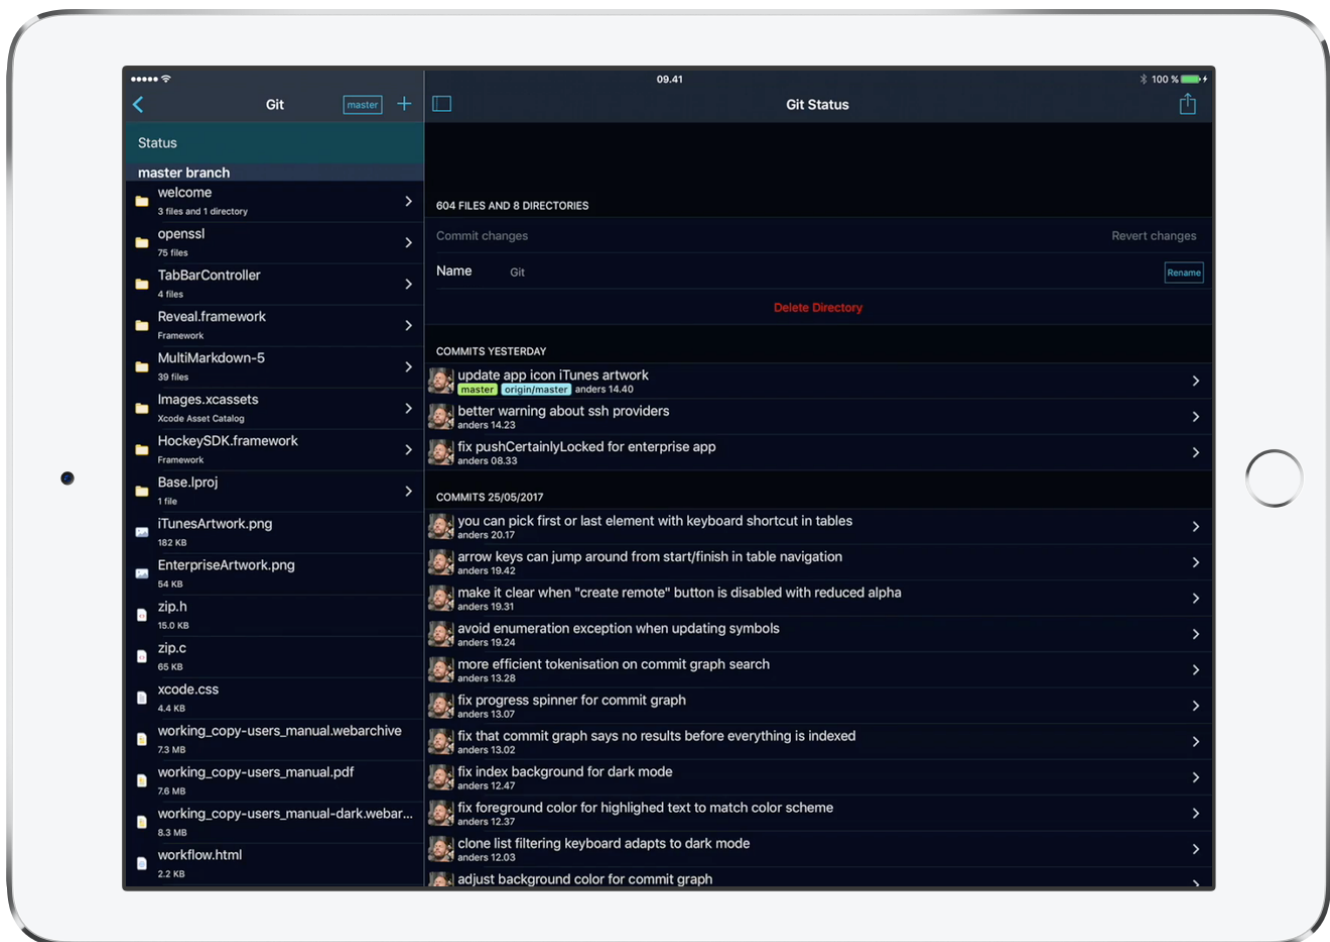 09.41
100 %
Git
master
Git Status
Status
master branch
welcome
3 files and 1 directory
openssl
75 files
TabBarController
4 files
Reveal.framework
Framework
MultiMarkdown-5
39 files
Images.xcassets
Xcode Asset Catalog
HockeySDK.framework
Framework
Base.lproj
1 file
iTunesArtwork.png
182 KB
EnterpriseArtwork.png
54 KB
zip.h
15.0 KB
zip.c
65 KB
xcode.css
4.4 KB
working_copy-users_manual.webarchive
7.3 MB
working_copy-users_manual.pdf
7.6 MB
working_copy-users_manual-dark.webar...
8.3 MB
workflow.html
2.2 KB
604 FILES AND 8 DIRECTORIES
Commit changes Revert changes
Name Git Rename
Delete Directory
COMMITS YESTERDAY
update app icon iTunes artwork
master origin/master anders 14.40
better warning about ssh providers
anders 14.23
fix pushCertainlyLocked for enterprise app
anders 08.33
COMMITS 25/05/2017
you can pick first or last element with keyboard shortcut in tables
anders 20.17
arrow keys can jump around from start/finish in table navigation
anders 19.42
make it clear when "create remote" button is disabled with reduced alpha
anders 19.31
avoid enumeration exception when updating symbols
anders 19.24
more efficient tokenisation on commit graph search
anders 13.28
fix progress spinner for commit graph
anders 13.07
fix that commit graph says no results before everything is indexed
anders 13.02
fix index background for dark mode
anders 12.47
fix foreground color for highlighed text to match color scheme
anders 12.37
clone list filtering keyboard adapts to dark mode
anders 12.03
adjust background color for commit graph